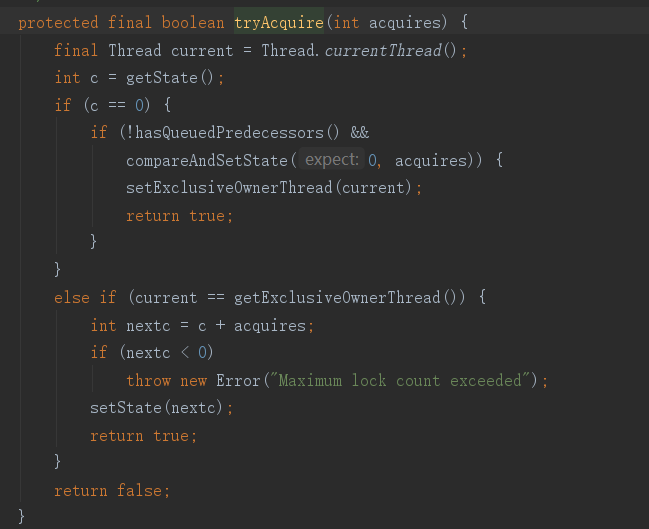 protected final boolean tryAcquire(int acquires) {
    final Thread current = Thread.currentThread();
    int c = getState();
    if (c == 0) {
        if (!hasQueuedPredecessors() &&
            compareAndSetState( expect: 0, acquires)) {
            setExclusiveOwnerThread(current);
            return true;
        }
    }
    else if (current == getExclusiveOwnerThread()) {
        int nextc = c + acquires;
        if (nextc < 0)
            throw new Error("Maximum lock count exceeded");
        setState(nextc);
        return true;
    }
    return false;
}